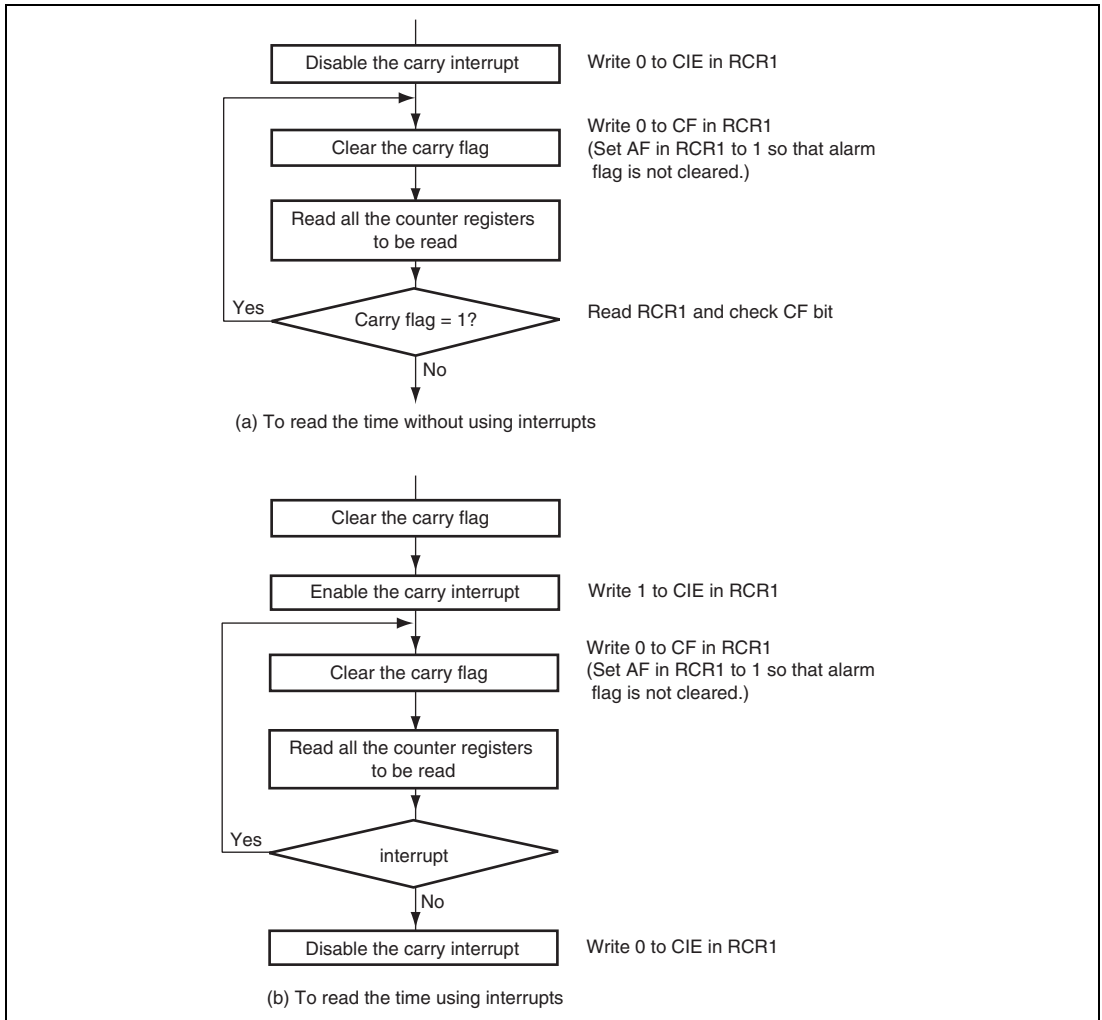 Disable the carry interrupt
Write 0 to CIE in RCR1
Write 0 to CF in RCR1
(Set AF in RCR1 to 1 so that alarm
flag is not cleared.)
Clear the carry flag
Read all the counter registers
to be read
Yes
Carry flag = 1?
Read RCR1 and check CF bit
No
(a) To read the time without using interrupts
Clear the carry flag
Enable the carry interrupt
Write 1 to CIE in RCR1
Write 0 to CF in RCR1
(Set AF in RCR1 to 1 so that alarm
flag is not cleared.)
Clear the carry flag
Read all the counter registers
to be read
Yes
interrupt
No
Disable the carry interrupt
Write 0 to CIE in RCR1
(b) To read the time using interrupts